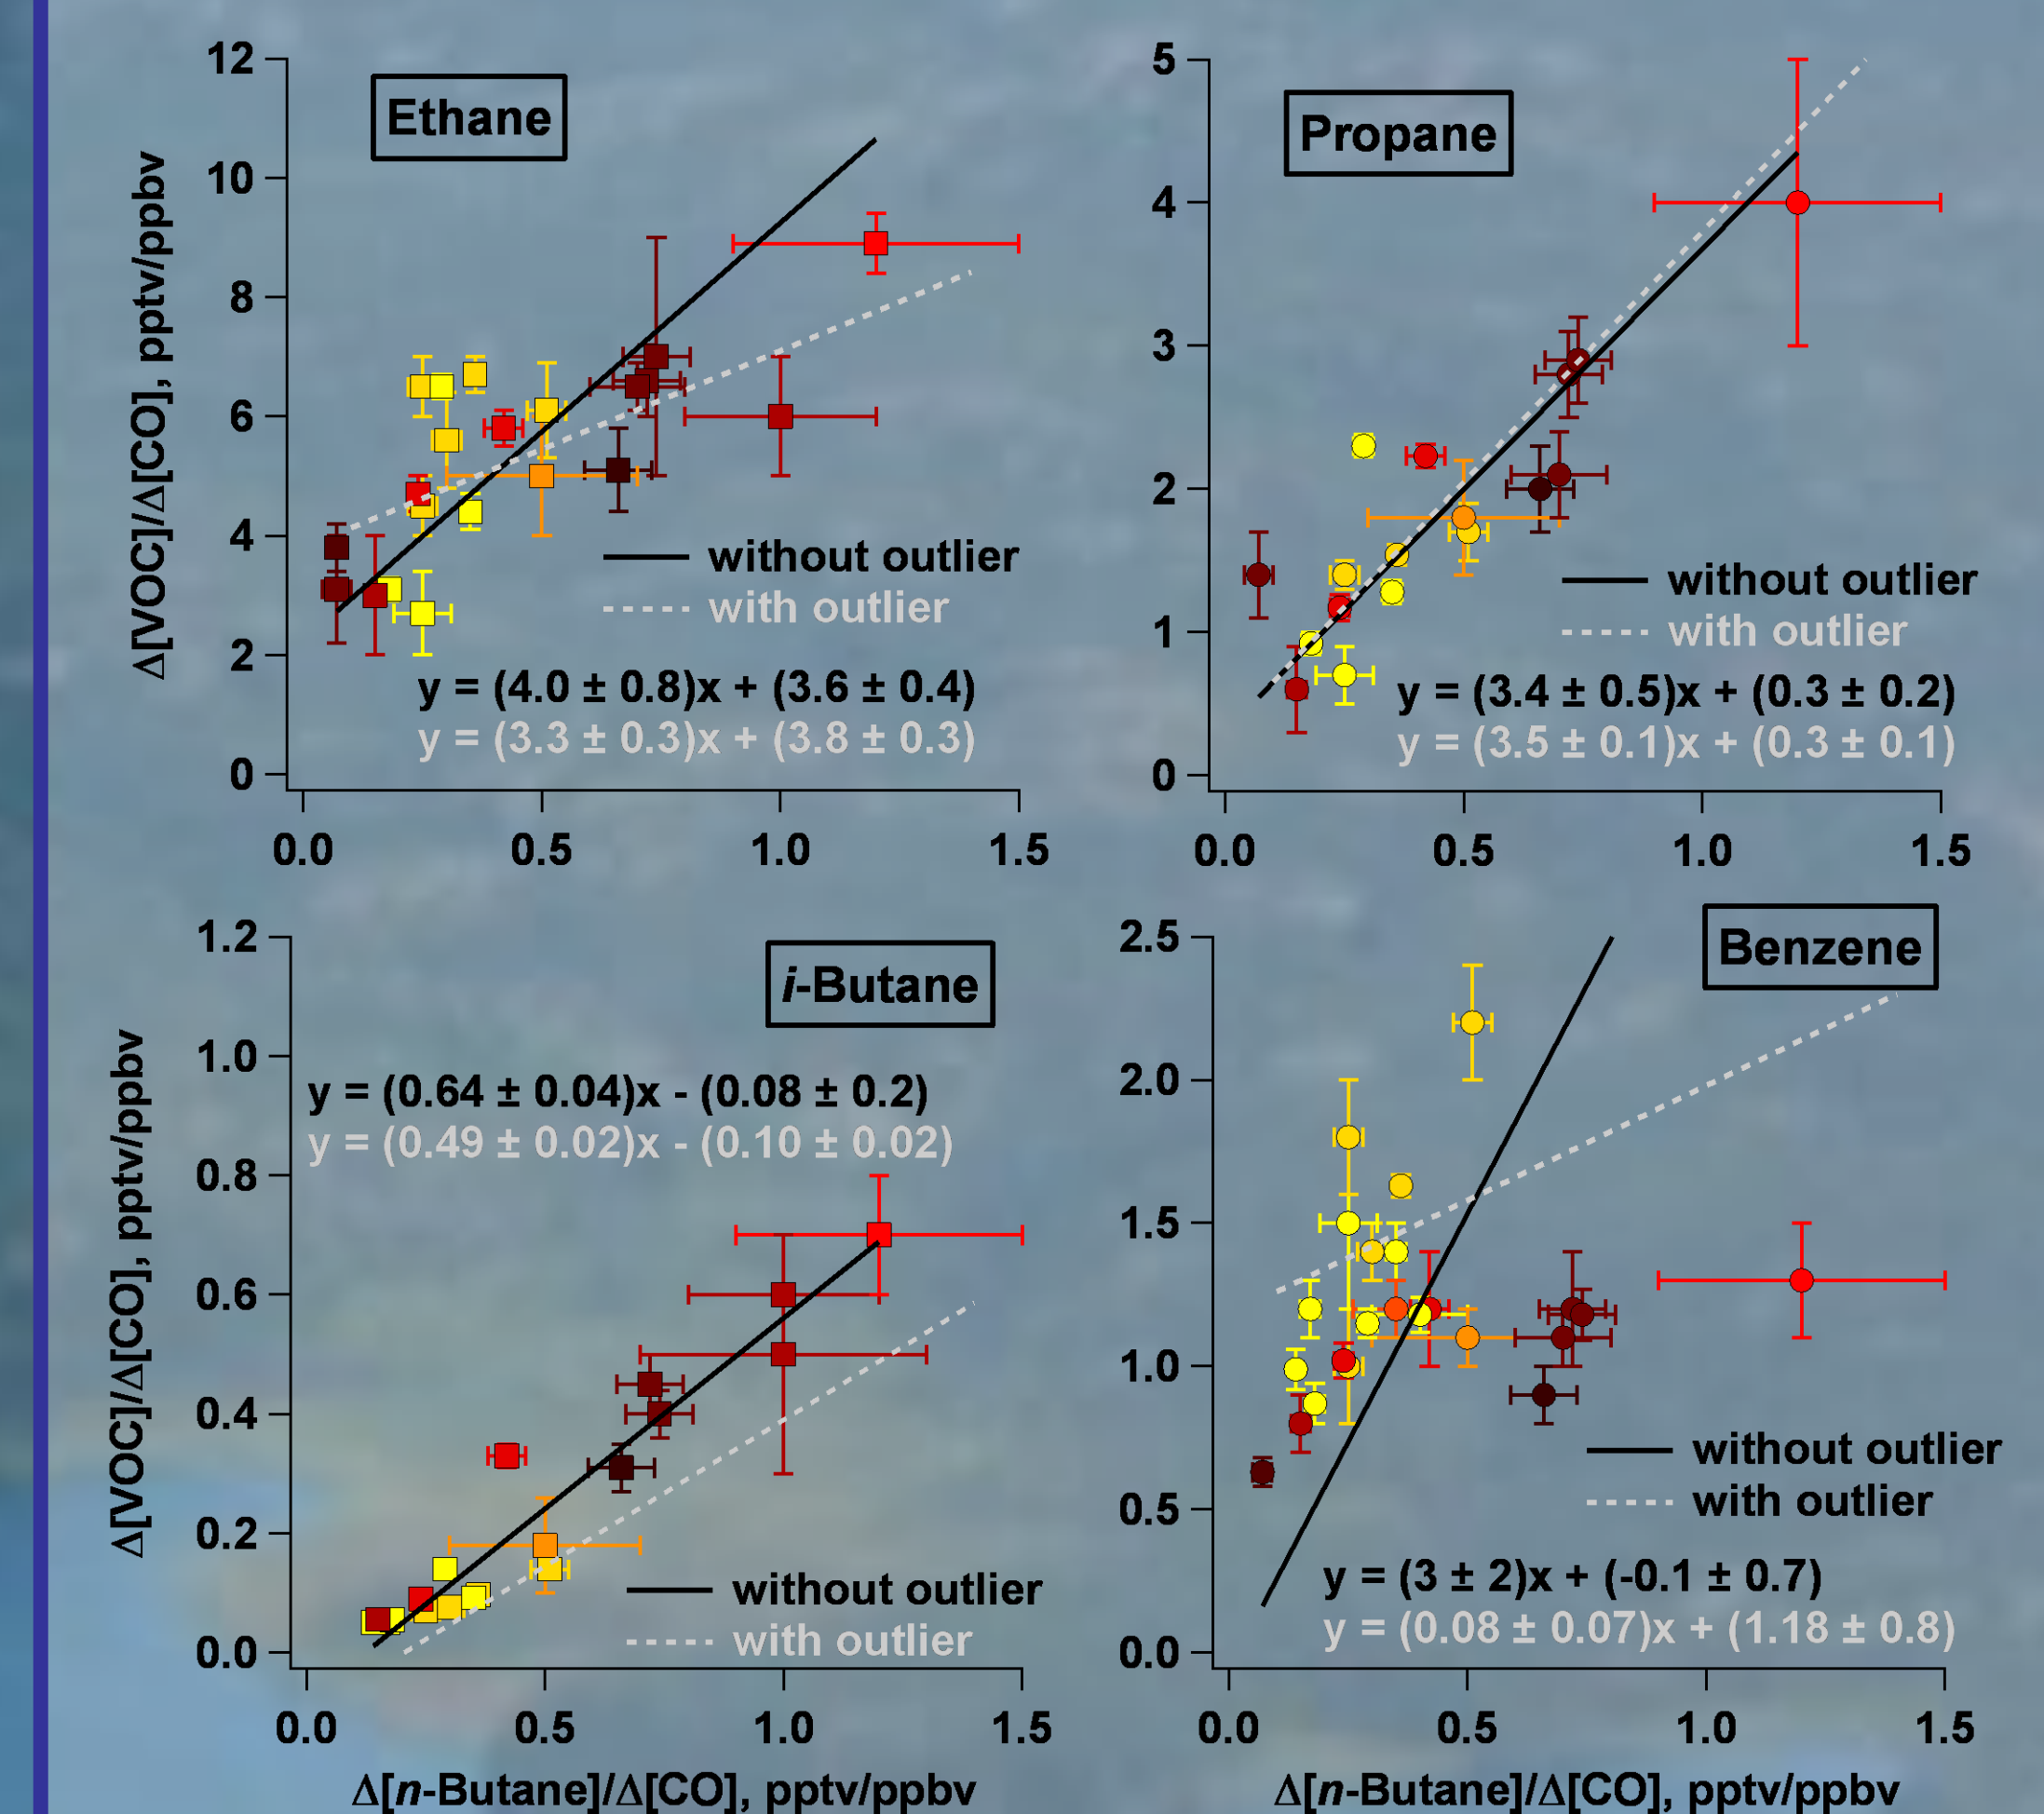 Ethane
12
10
8
6
4
2
0
Δ[VOC]/Δ[CO], pptv/ppbv
without outlier
with outlier
y = (4.0 ± 0.8)x + (3.6 ± 0.4)
y = (3.3 ± 0.3)x + (3.8 ± 0.3)
0.0 0.5 1.0 1.5
Propane
5
4
3
2
1
0
without outlier
with outlier
y = (3.4 ± 0.5)x + (0.3 ± 0.2)
y = (3.5 ± 0.1)x + (0.3 ± 0.1)
0.0 0.5 1.0 1.5
i-Butane
1.2
1.0
0.8
0.6
0.4
0.2
0.0
Δ[VOC]/Δ[CO], pptv/ppbv
y = (0.64 ± 0.04)x - (0.08 ± 0.2)
y = (0.49 ± 0.02)x - (0.10 ± 0.02)
without outlier
with outlier
0.0 0.5 1.0 1.5
Δ[n-Butane]/Δ[CO], pptv/ppbv
Benzene
2.5
2.0
1.5
1.0
0.5
0.0
without outlier
with outlier
y = (3 ± 2)x + (-0.1 ± 0.7)
y = (0.08 ± 0.07)x + (1.18 ± 0.8)
0.0 0.5 1.0 1.5
Δ[n-Butane]/Δ[CO], pptv/ppbv